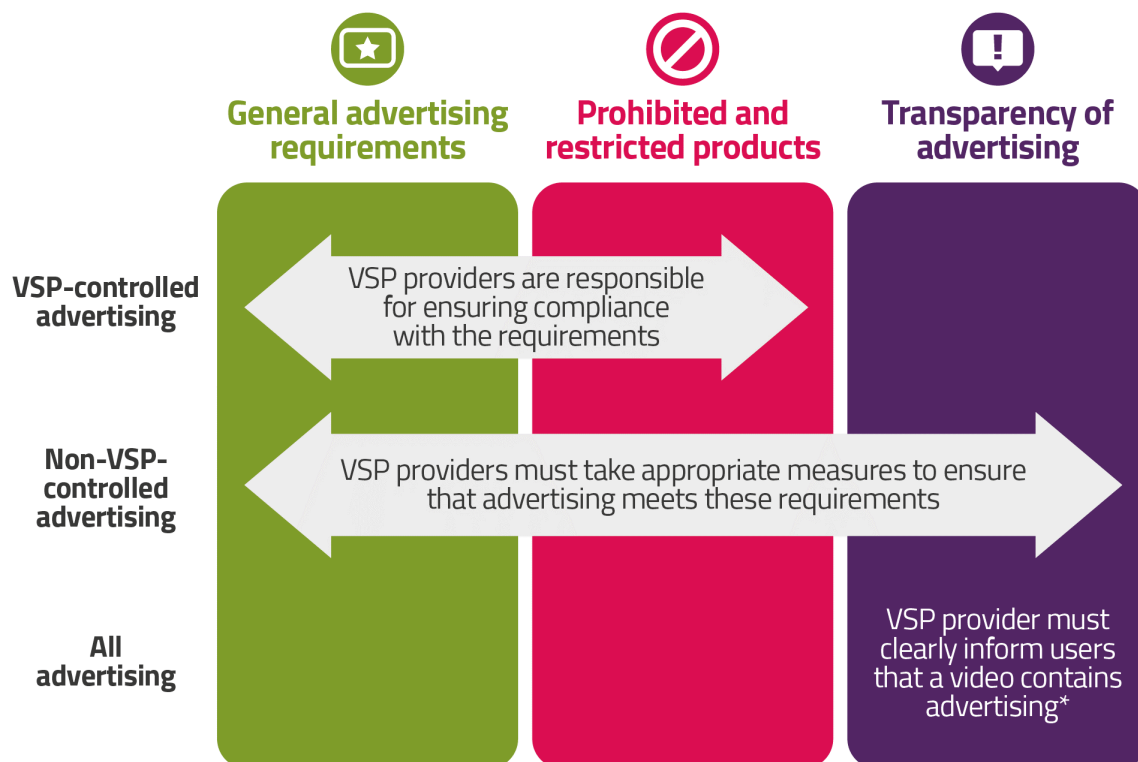 General advertising
requirements
Prohibited and
restricted products
Transparency of
advertising
VSP-controlled
advertising
VSP providers are responsible
for ensuring compliance
with the requirements
Non-VSP-
controlled
advertising
VSP providers must take appropriate measures to ensure
that advertising meets these requirements
All
advertising
VSP provider must
clearly inform users
that a video contains
advertising*